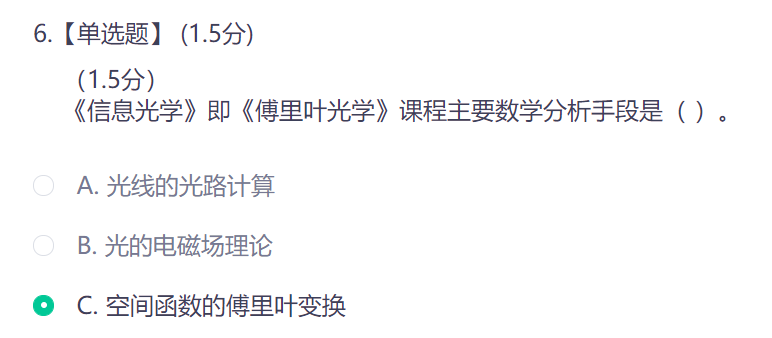 6.【单选题】 (1.5分)
（1.5分）
《信息光学》即《傅里叶光学》课程主要数学分析手段是（ ）。
A. 光线的光路计算
B. 光的电磁场理论
C. 空间函数的傅里叶变换